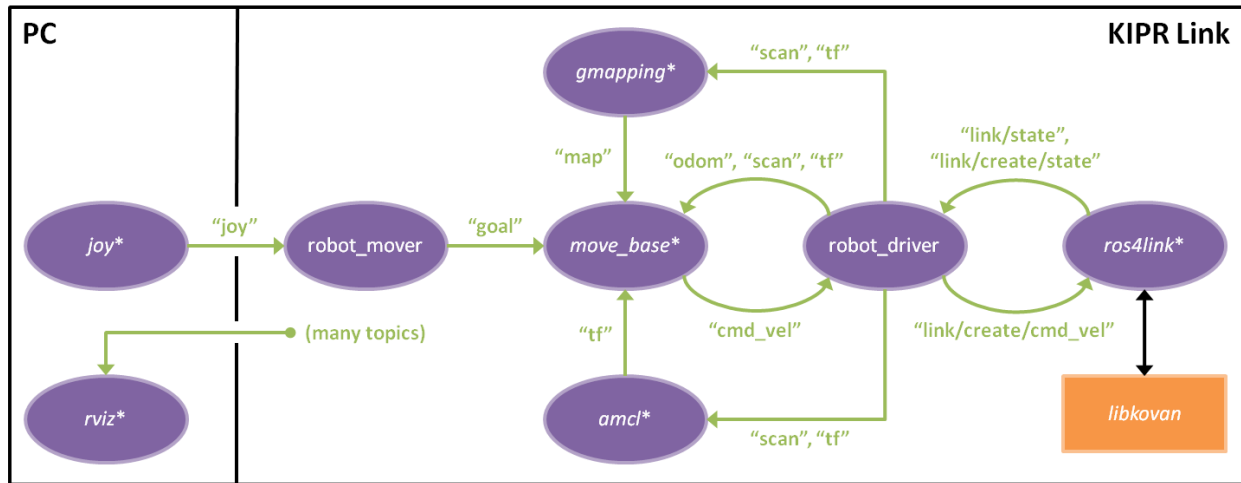 PC
KIPR Link
gmapping*
“scan”, “tf”
“map”
“odom”, “scan”, “tf”
“link/state”,
“link/create/state”
joy*
“joy”
robot_mover
“goal”
move_base*
robot_driver
ros4link*
(many topics)
“tf”
“cmd_vel”
“link/create/cmd_vel”
rviz*
amcl*
“scan”, “tf”
libkovan